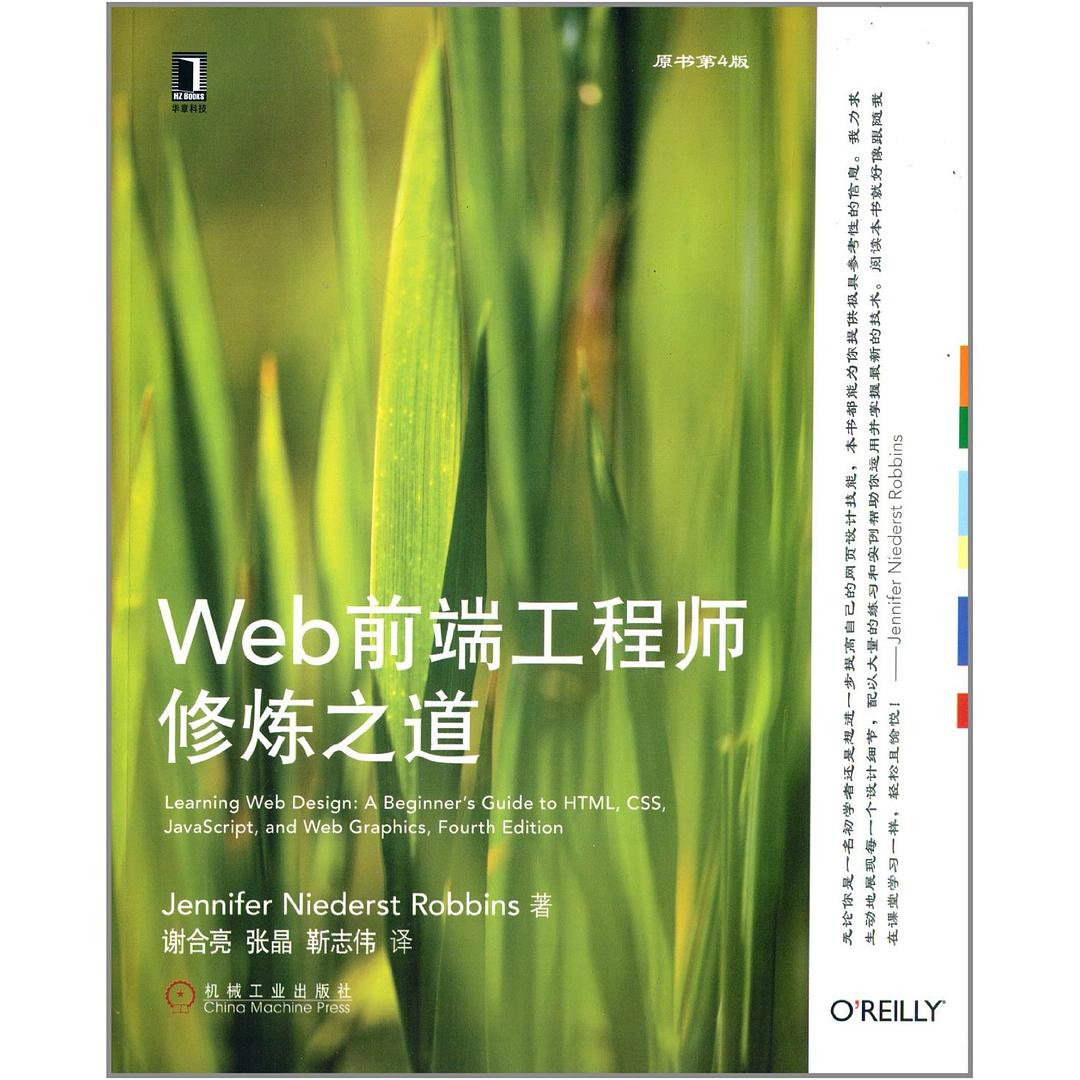 HZ BOOKS
华章科技
原书第4版
Web前端工程师
修炼之道
Learning Web Design: A Beginner's Guide to HTML, CSS,
JavaScript, and Web Graphics, Fourth Edition
Jennifer Niederst Robbins 著
谢合亮 张晶 靳志伟 译
机械工业出版社
China Machine Press
无论你是一名初学者还是想进一步提高自己的网页设计技能，本书都能为你提供极具参考性的信息。我力求
生动地展现每一个设计细节，配以大量的练习和实例帮助你运用并掌握最新的技术。阅读本书就好像跟随我
在课堂学习一样，轻松且愉悦！ ——Jennifer Niederst Robbins
O'REILLY